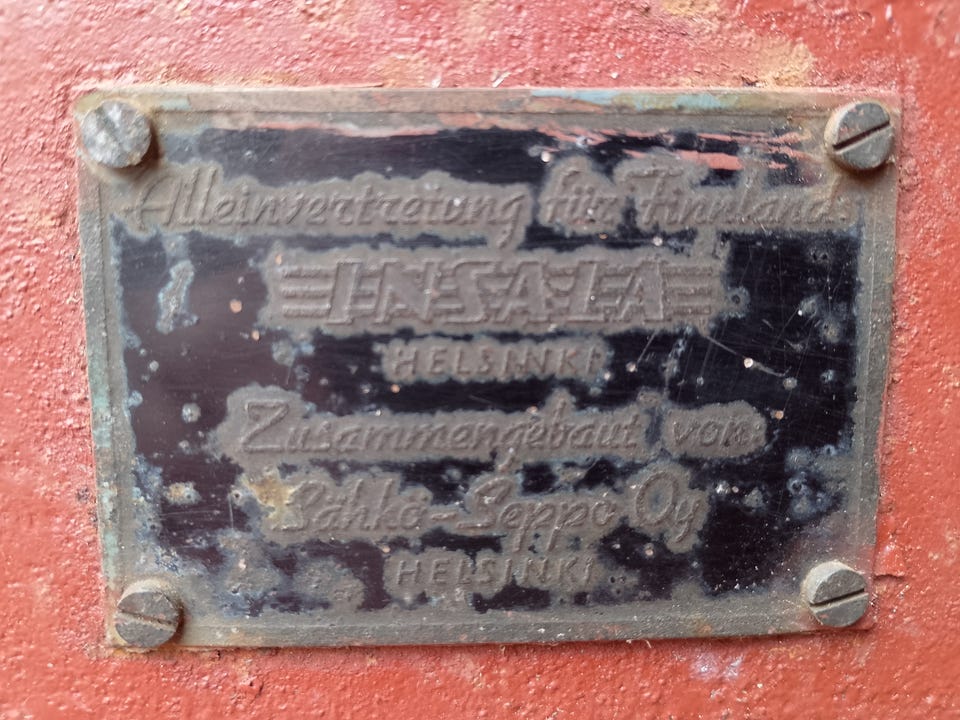 Alleinvertretung für Finnland:
INSALA
HELSINKI
Zusammengebaut von
Sähkö-Seppo Oy
HELSINKI